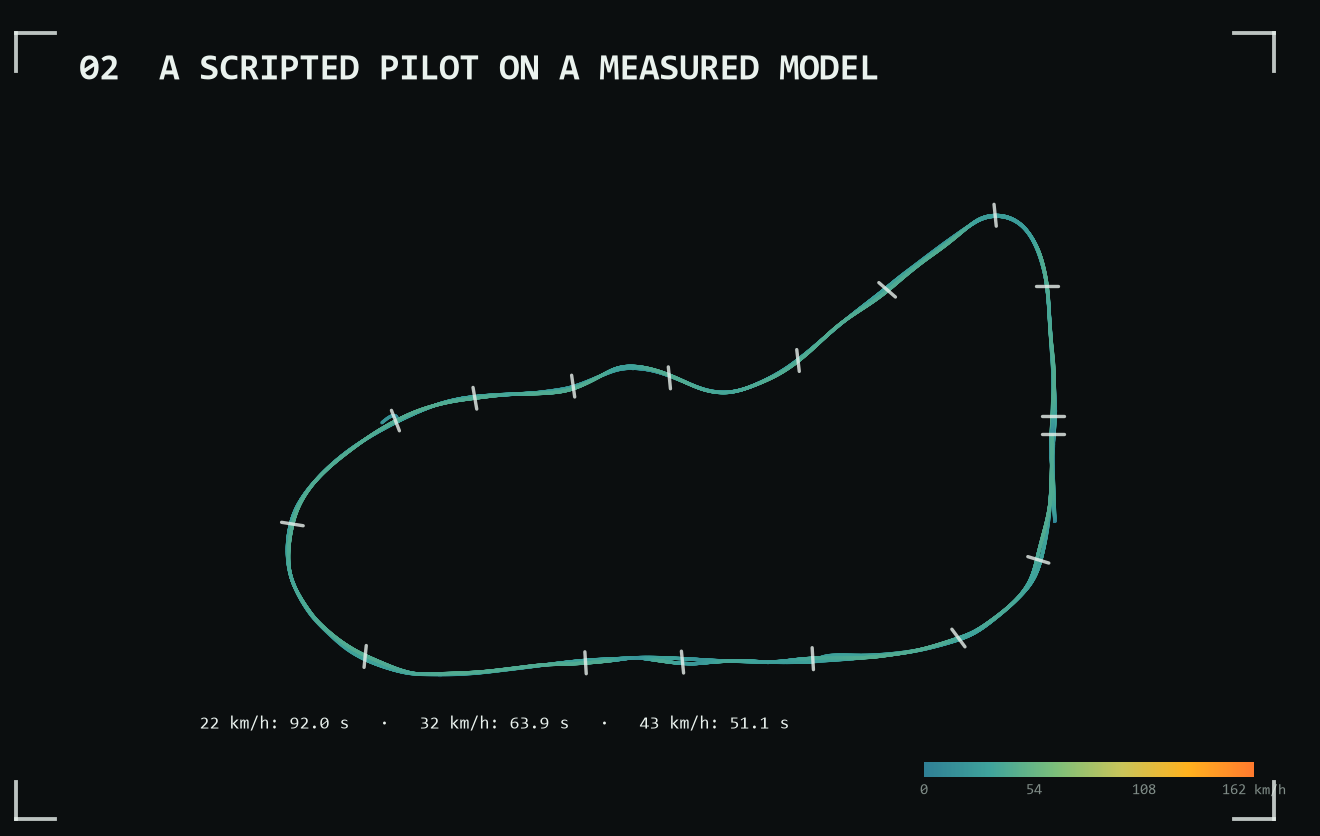 02 A SCRIPTED PILOT ON A MEASURED MODEL
22 km/h: 92.0 s · 32 km/h: 63.9 s · 43 km/h: 51.1 s
0 54 108 162 km/h